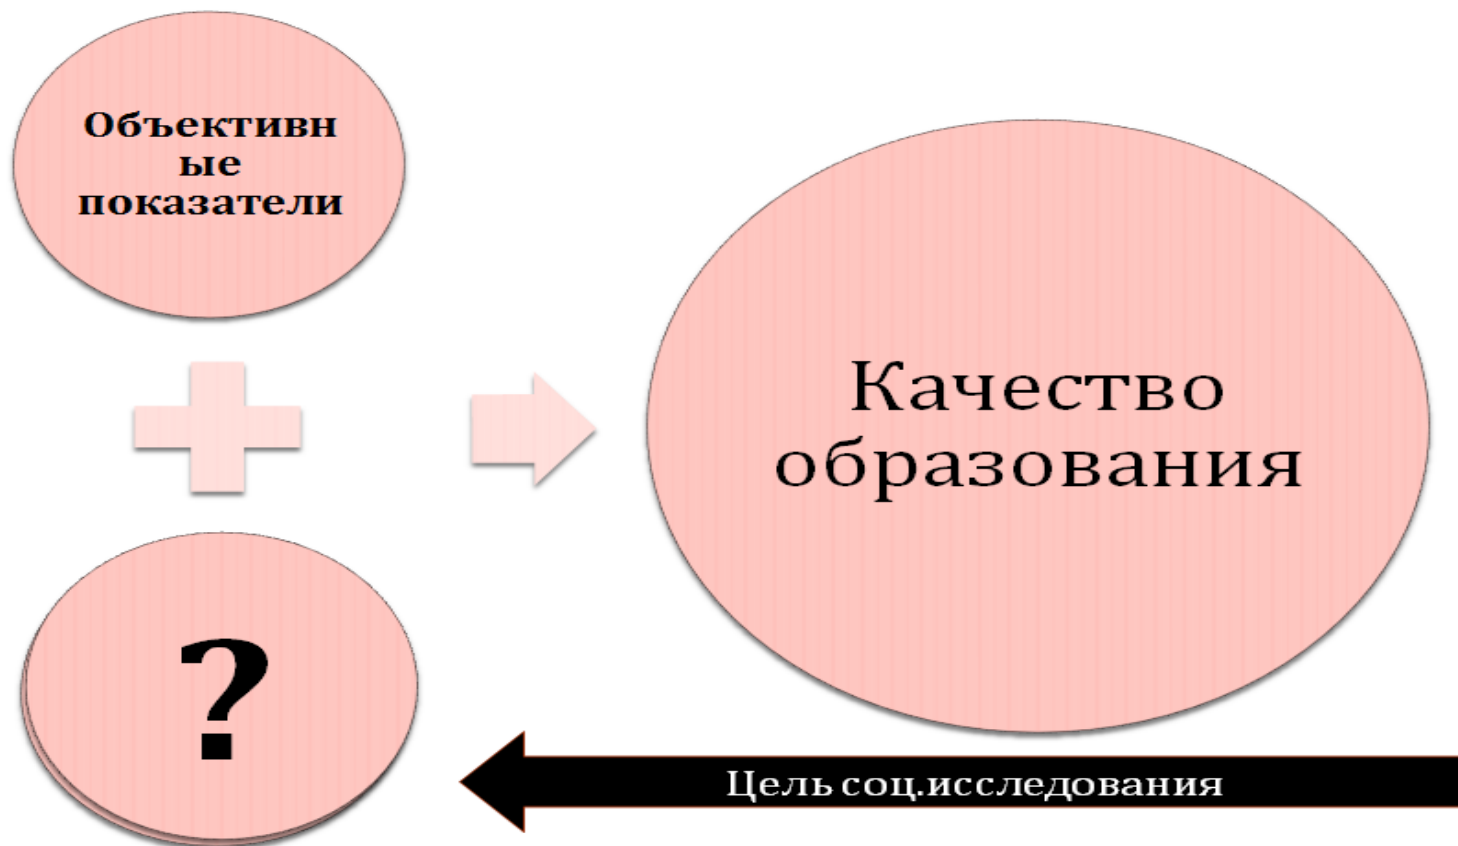 Объективн
ые
показатели
Качество
образования
?
Цель соц.исследования